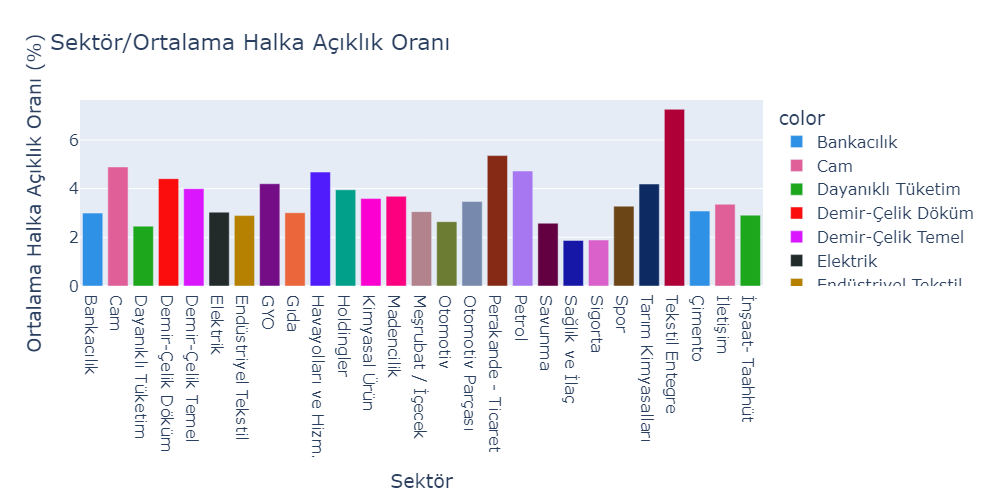 Sektör/Ortalama Halka Açıklık Oranı
Ortalama Halka Açıklık Oranı (%)
6
4
2
0
Bankacılık
Cam
Dayanıklı Tüketim
Demir-Çelik Döküm
Demir-Çelik Temel
Elektrik
Endüstriyel Tekstil
GYO
Gıda
Havayolları ve Hizm.
Holdingler
Kimyasal Ürün
Madencilik
Meşrubat / İçecek
Otomotiv
Otomotiv Parçası
Perakande - Ticaret
Petrol
Savunma
Sağlık ve İlaç
Sigorta
Spor
Tarım Kimyasalları
Tekstil Entegre
Çimento
İletişim
İnşaat- Taahhüt
Sektör
color
Bankacılık
Cam
Dayanıklı Tüketim
Demir-Çelik Döküm
Demir-Çelik Temel
Elektrik
Endüstriyel Tekstil